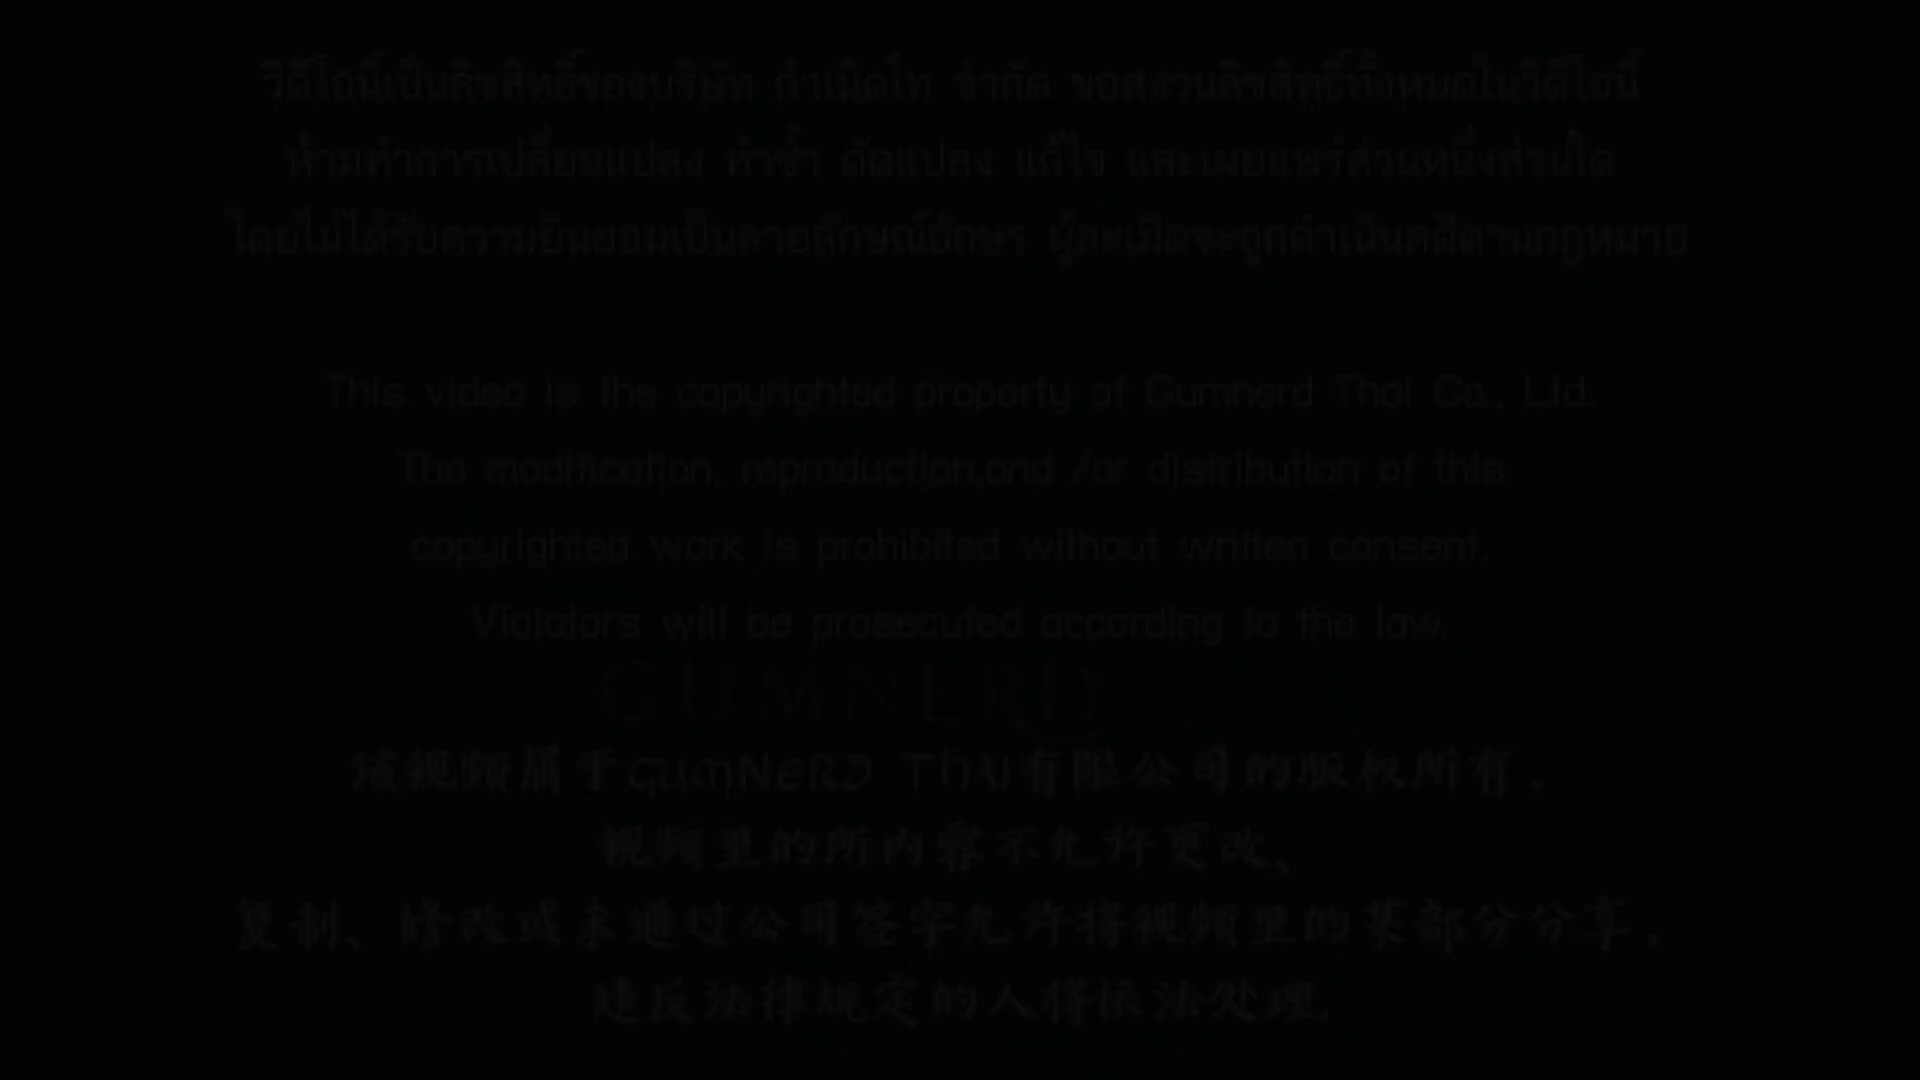 วีดีโอนี้เป็นลิขสิทธิ์ของบริษัท กำเนิดไท จำกัด ขอสงวนลิขสิทธิ์ทั้งหมดในวีดีโอนี้
ห้ามทำการเปลี่ยนแปลง ทำซ้ำ ดัดแปลง แก้ไข และเผยแพร่ส่วนหนึ่งส่วนใด
โดยไม่ได้รับความยินยอมเป็นลายลักษณ์อักษร ผู้ละเมิดจะถูกดำเนินคดีตามกฎหมาย
This video is the copyrighted property of Gumnerd Thai Co., Ltd.
The modification, reproduction,and /or distribution of this
copyrighted work is prohibited without written consent.
Violators will be prosecuted according to the law.
GUMNERD
该视频属于GUMNERD THAI有限公司的版权所有，
视频里的所内容不允许更改、
复制、修改或未通过公司签字允许将视频里的某部分分享，
违反法律规定的人将依法处理.